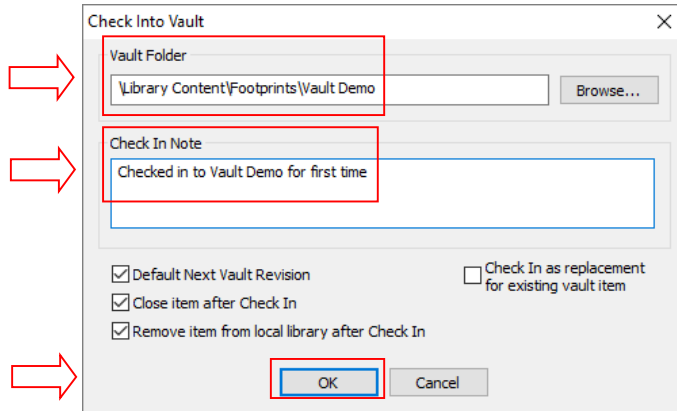 Check Into Vault
Vault Folder
\Library Content\Footprints\Vault Demo
Browse...
Check In Note
Checked in to Vault Demo for first time
Default Next Vault Revision
Check In as replacement
for existing vault item
Close item after Check In
Remove item from local library after Check In
OK
Cancel